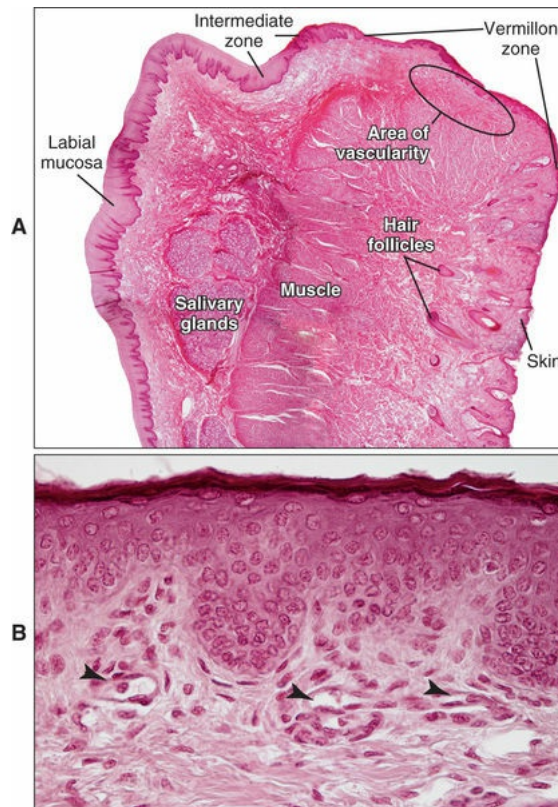 Intermediate
zone
Vermillon
zone
Labial
mucosa
Area of
vascularity
A
Hair
follicles
Salivary
glands
Muscle
Skin
B